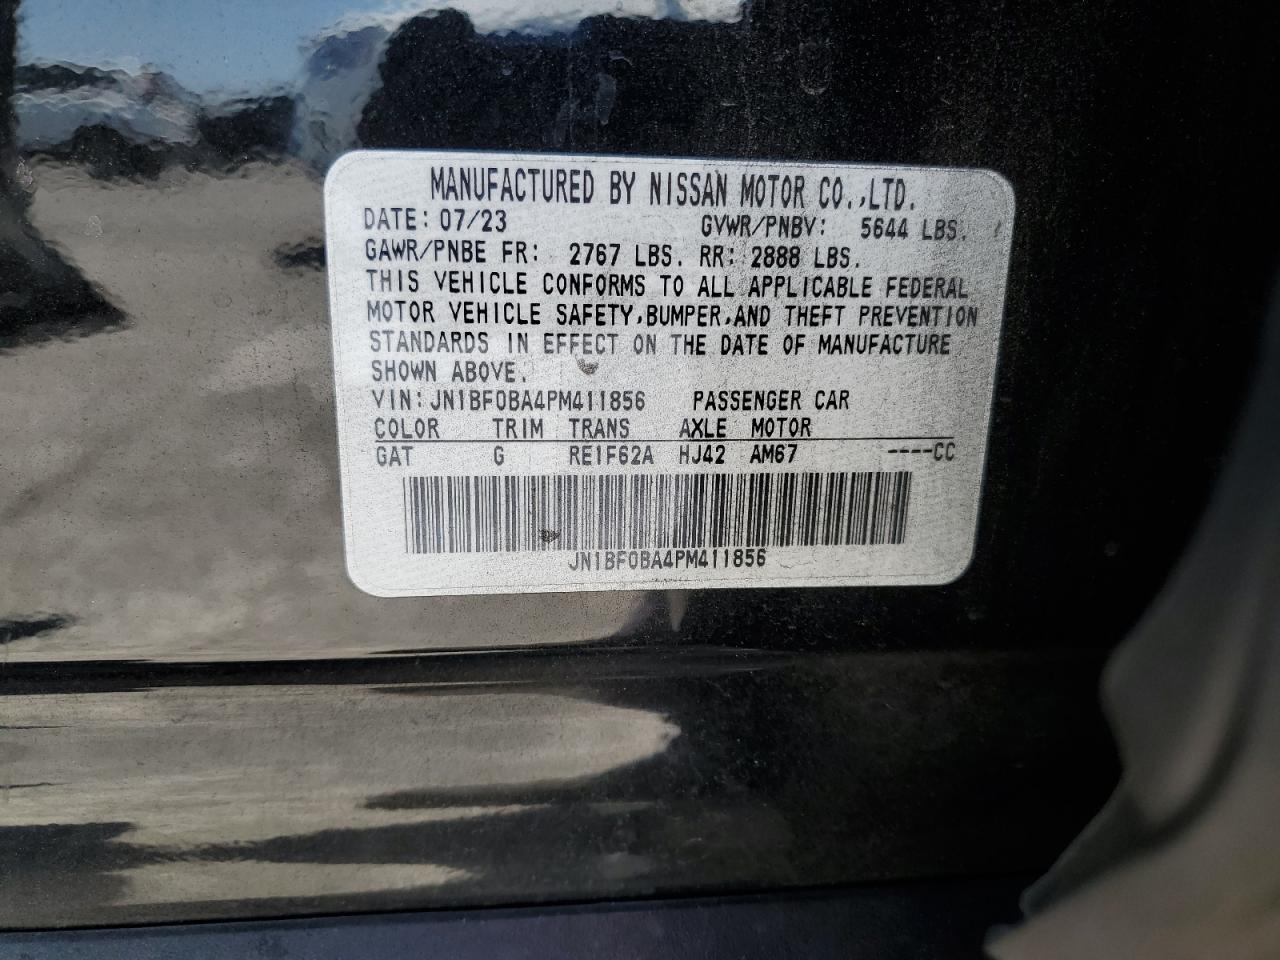 MANUFACTURED BY NISSAN MOTOR CO.,LTD.
DATE: 07/23 GVWR/PNBV: 5644 LBS.
GAWR/PNBE FR: 2767 LBS. RR: 2888 LBS.
THIS VEHICLE CONFORMS TO ALL APPLICABLE FEDERAL
MOTOR VEHICLE SAFETY,BUMPER,AND THEFT PREVENTION
STANDARDS IN EFFECT ON THE DATE OF MANUFACTURE
SHOWN ABOVE.
VIN: JN1BF0BA4PM411856 PASSENGER CAR
COLOR TRIM TRANS AXLE MOTOR
GAT G RE1F62A HJ42 AM67 ----CC
JN1BF0BA4PM411856